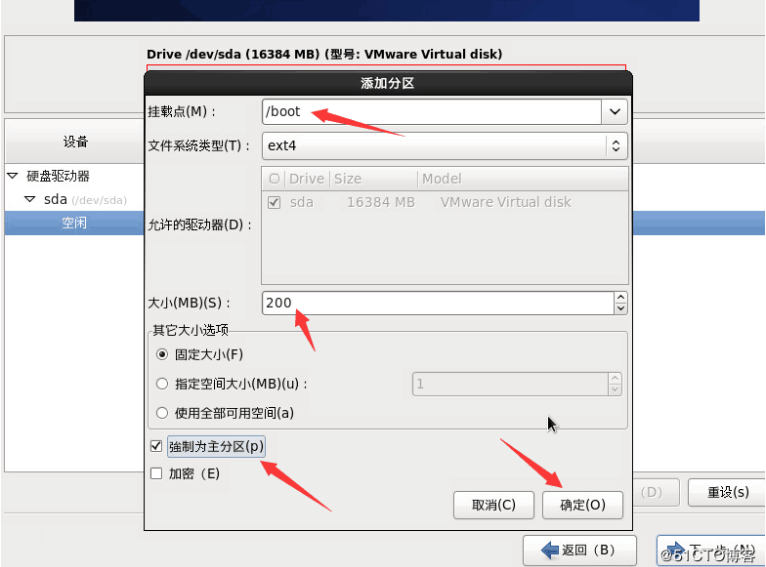 Drive /dev/sda (16384 MB) (型号: VMware Virtual disk)
添加分区
挂载点(M)： /boot
设备
文件系统类型(T)： ext4
Drive Size Model
硬盘驱动器
sda (/dev/sda)
sda 16384 MB VMware Virtual disk
空闲
允许的驱动器(D)：
大小(MB)(S)： 200
其它大小选项
固定大小(F)
指定空间大小(MB)(u)： 1
使用全部可用空间(a)
強制为主分区(p)
加密（E)
(D) 重设(s)
取消(C) 确定(O)
返回（B) 下一步（N)
@51CTO博客